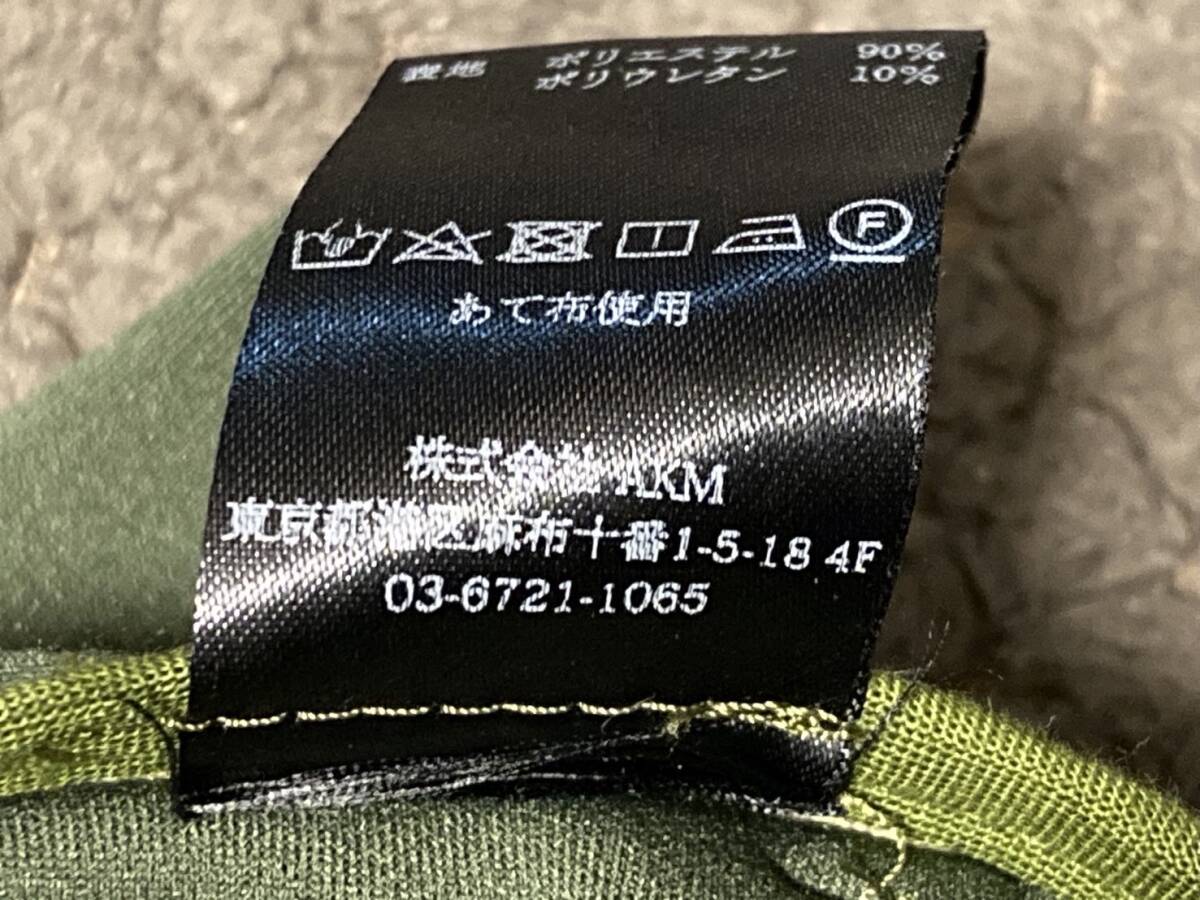 表地 ポリエステル 90%
ポリウレタン 10%
F
あて布使用
株式会社AKM
東京都港区麻布十番1-5-18 4F
03-6721-1065